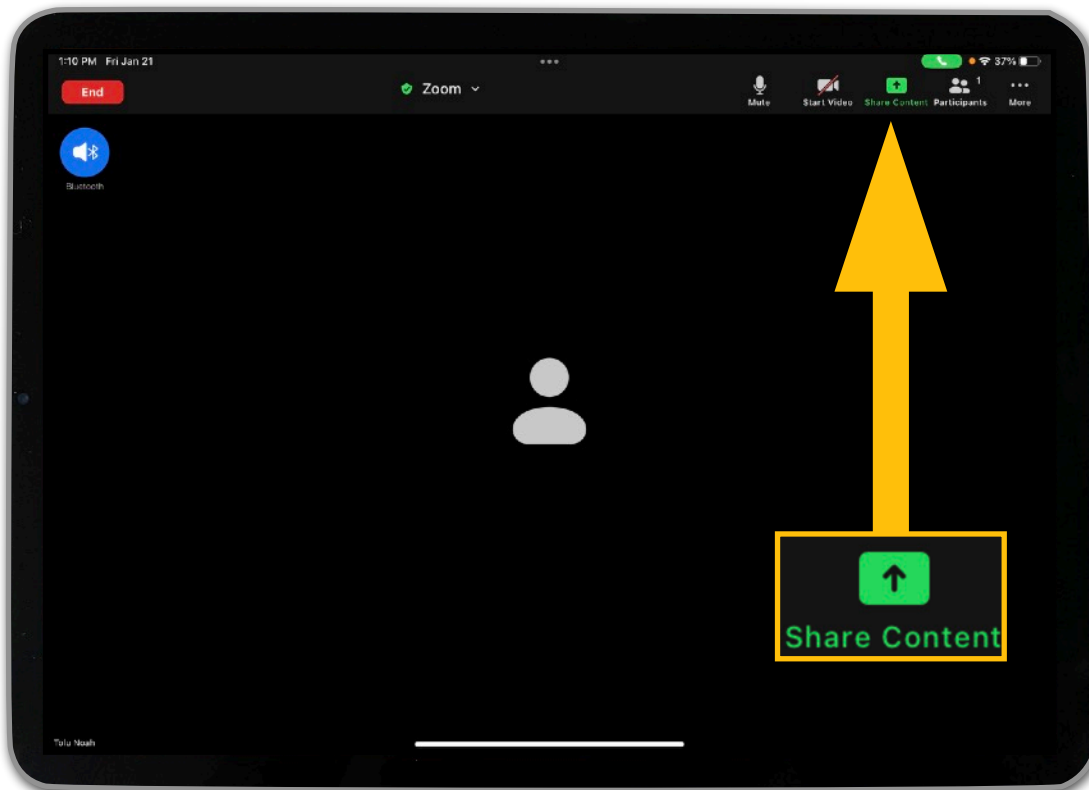 1:10 PM Fri Jan 21
37%
End
Zoom
Mute
Start Video
Share Content
Participants
1
More
Bluetooth
Share Content
Tolu Noah